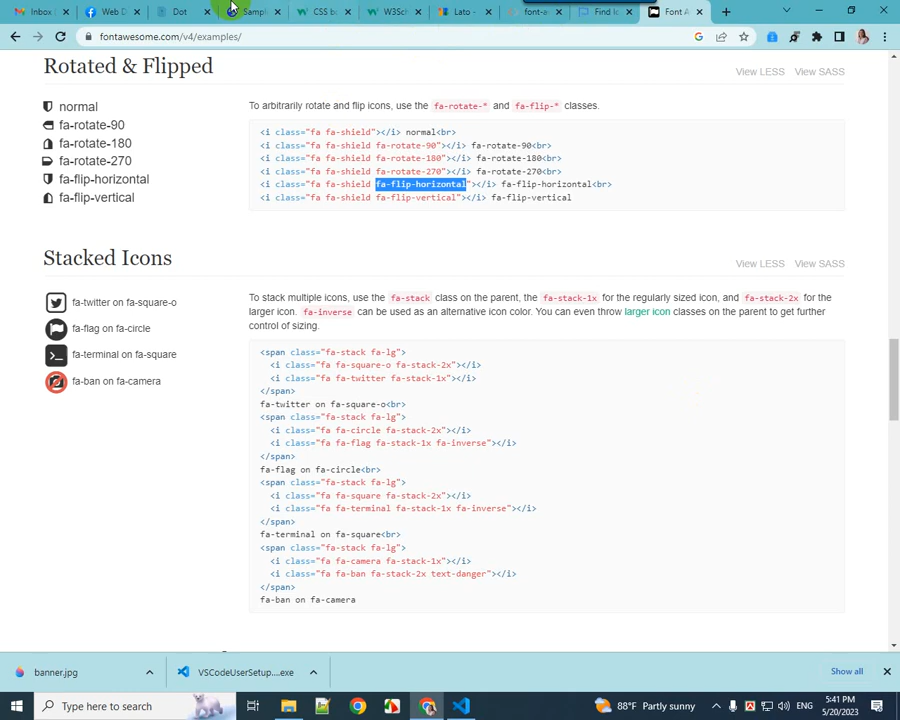 Inbox
Web D
Dot
Sampl
CSS b
W3Sch
Lato -
font-a
Find Ic
Font A
fontawesome.com/v4/examples/
Rotated & Flipped
View LESS View SASS
normal
fa-rotate-90
fa-rotate-180
fa-rotate-270
fa-flip-horizontal
fa-flip-vertical
To arbitrarily rotate and flip icons, use the fa-rotate-* and fa-flip-* classes.
<i class="fa fa-shield"></i> normal<br>
<i class="fa fa-shield fa-rotate-90"></i> fa-rotate-90<br>
<i class="fa fa-shield fa-rotate-180"></i> fa-rotate-180<br>
<i class="fa fa-shield fa-rotate-270"></i> fa-rotate-270<br>
<i class="fa fa-shield fa-flip-horizontal"></i> fa-flip-horizontal<br>
<i class="fa fa-shield fa-flip-vertical"></i> fa-flip-vertical
Stacked Icons
View LESS View SASS
fa-twitter on fa-square-o
fa-flag on fa-circle
fa-terminal on fa-square
fa-ban on fa-camera
To stack multiple icons, use the fa-stack class on the parent, the fa-stack-1x for the regularly sized icon, and fa-stack-2x for the
larger icon. fa-inverse can be used as an alternative icon color. You can even throw larger icon classes on the parent to get further
control of sizing.
<span class="fa-stack fa-lg">
<i class="fa fa-square-o fa-stack-2x"></i>
<i class="fa fa-twitter fa-stack-1x"></i>
</span>
fa-twitter on fa-square-o<br>
<span class="fa-stack fa-lg">
<i class="fa fa-circle fa-stack-2x"></i>
<i class="fa fa-flag fa-stack-1x fa-inverse"></i>
</span>
fa-flag on fa-circle<br>
<span class="fa-stack fa-lg">
<i class="fa fa-square fa-stack-2x"></i>
<i class="fa fa-terminal fa-stack-1x fa-inverse"></i>
</span>
fa-terminal on fa-square<br>
<span class="fa-stack fa-lg">
<i class="fa fa-camera fa-stack-1x"></i>
<i class="fa fa-ban fa-stack-2x text-danger"></i>
</span>
fa-ban on fa-camera
banner.jpg
VSCodeUserSetup....exe
Show all
Type here to search
88°F Partly sunny
ENG
5:41 PM
5/20/2023